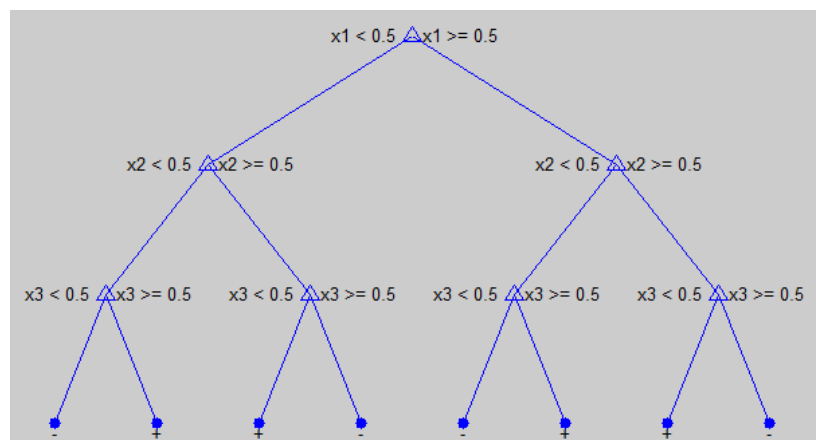 x1 < 0.5 x1 >= 0.5
x2 < 0.5 x2 >= 0.5 x2 < 0.5 x2 >= 0.5
x3 < 0.5 x3 >= 0.5 x3 < 0.5 x3 >= 0.5 x3 < 0.5 x3 >= 0.5 x3 < 0.5 x3 >= 0.5
- + + - - + + -